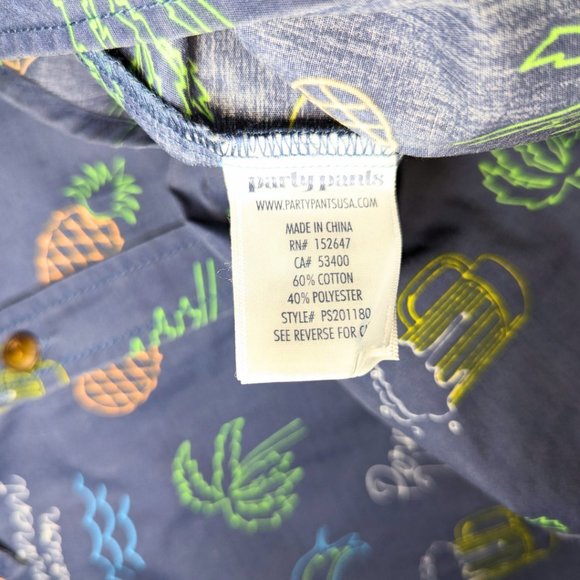 party pants
WWW.PARTYPANTSUSA.COM
MADE IN CHINA
RN# 152647
CA# 53400
60% COTTON
40% POLYESTER
STYLE# PS201180
SEE REVERSE FOR